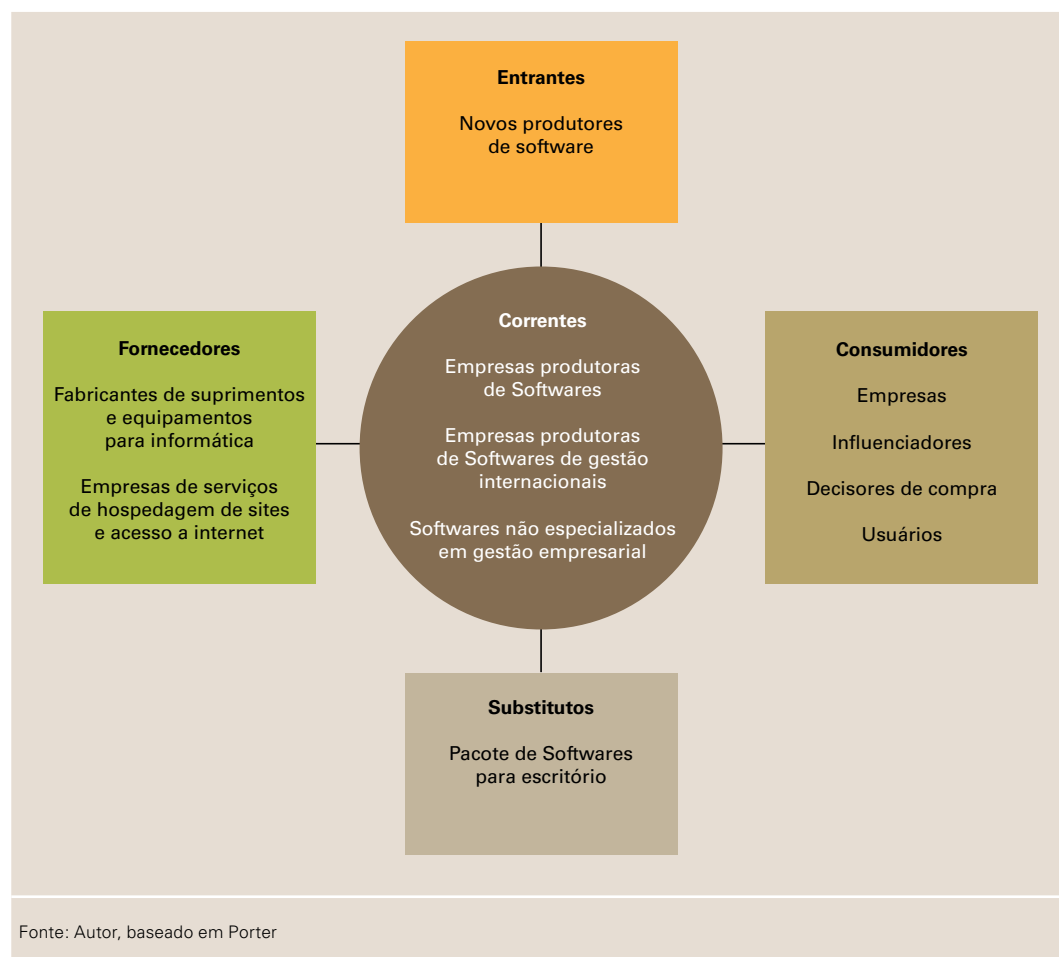 Entrantes
Novos produtores
de software
Fornecedores
Fabricantes de suprimentos
e equipamentos
para informática
Empresas de serviços
de hospedagem de sites
e acesso a internet
Correntes
Empresas produtoras
de Softwares
Empresas produtoras
de Softwares de gestão
internacionais
Softwares não especializados
em gestão empresarial
Consumidores
Empresas
Influenciadores
Decisores de compra
Usuários
Substitutos
Pacote de Softwares
para escritório
Fonte: Autor, baseado em Porter